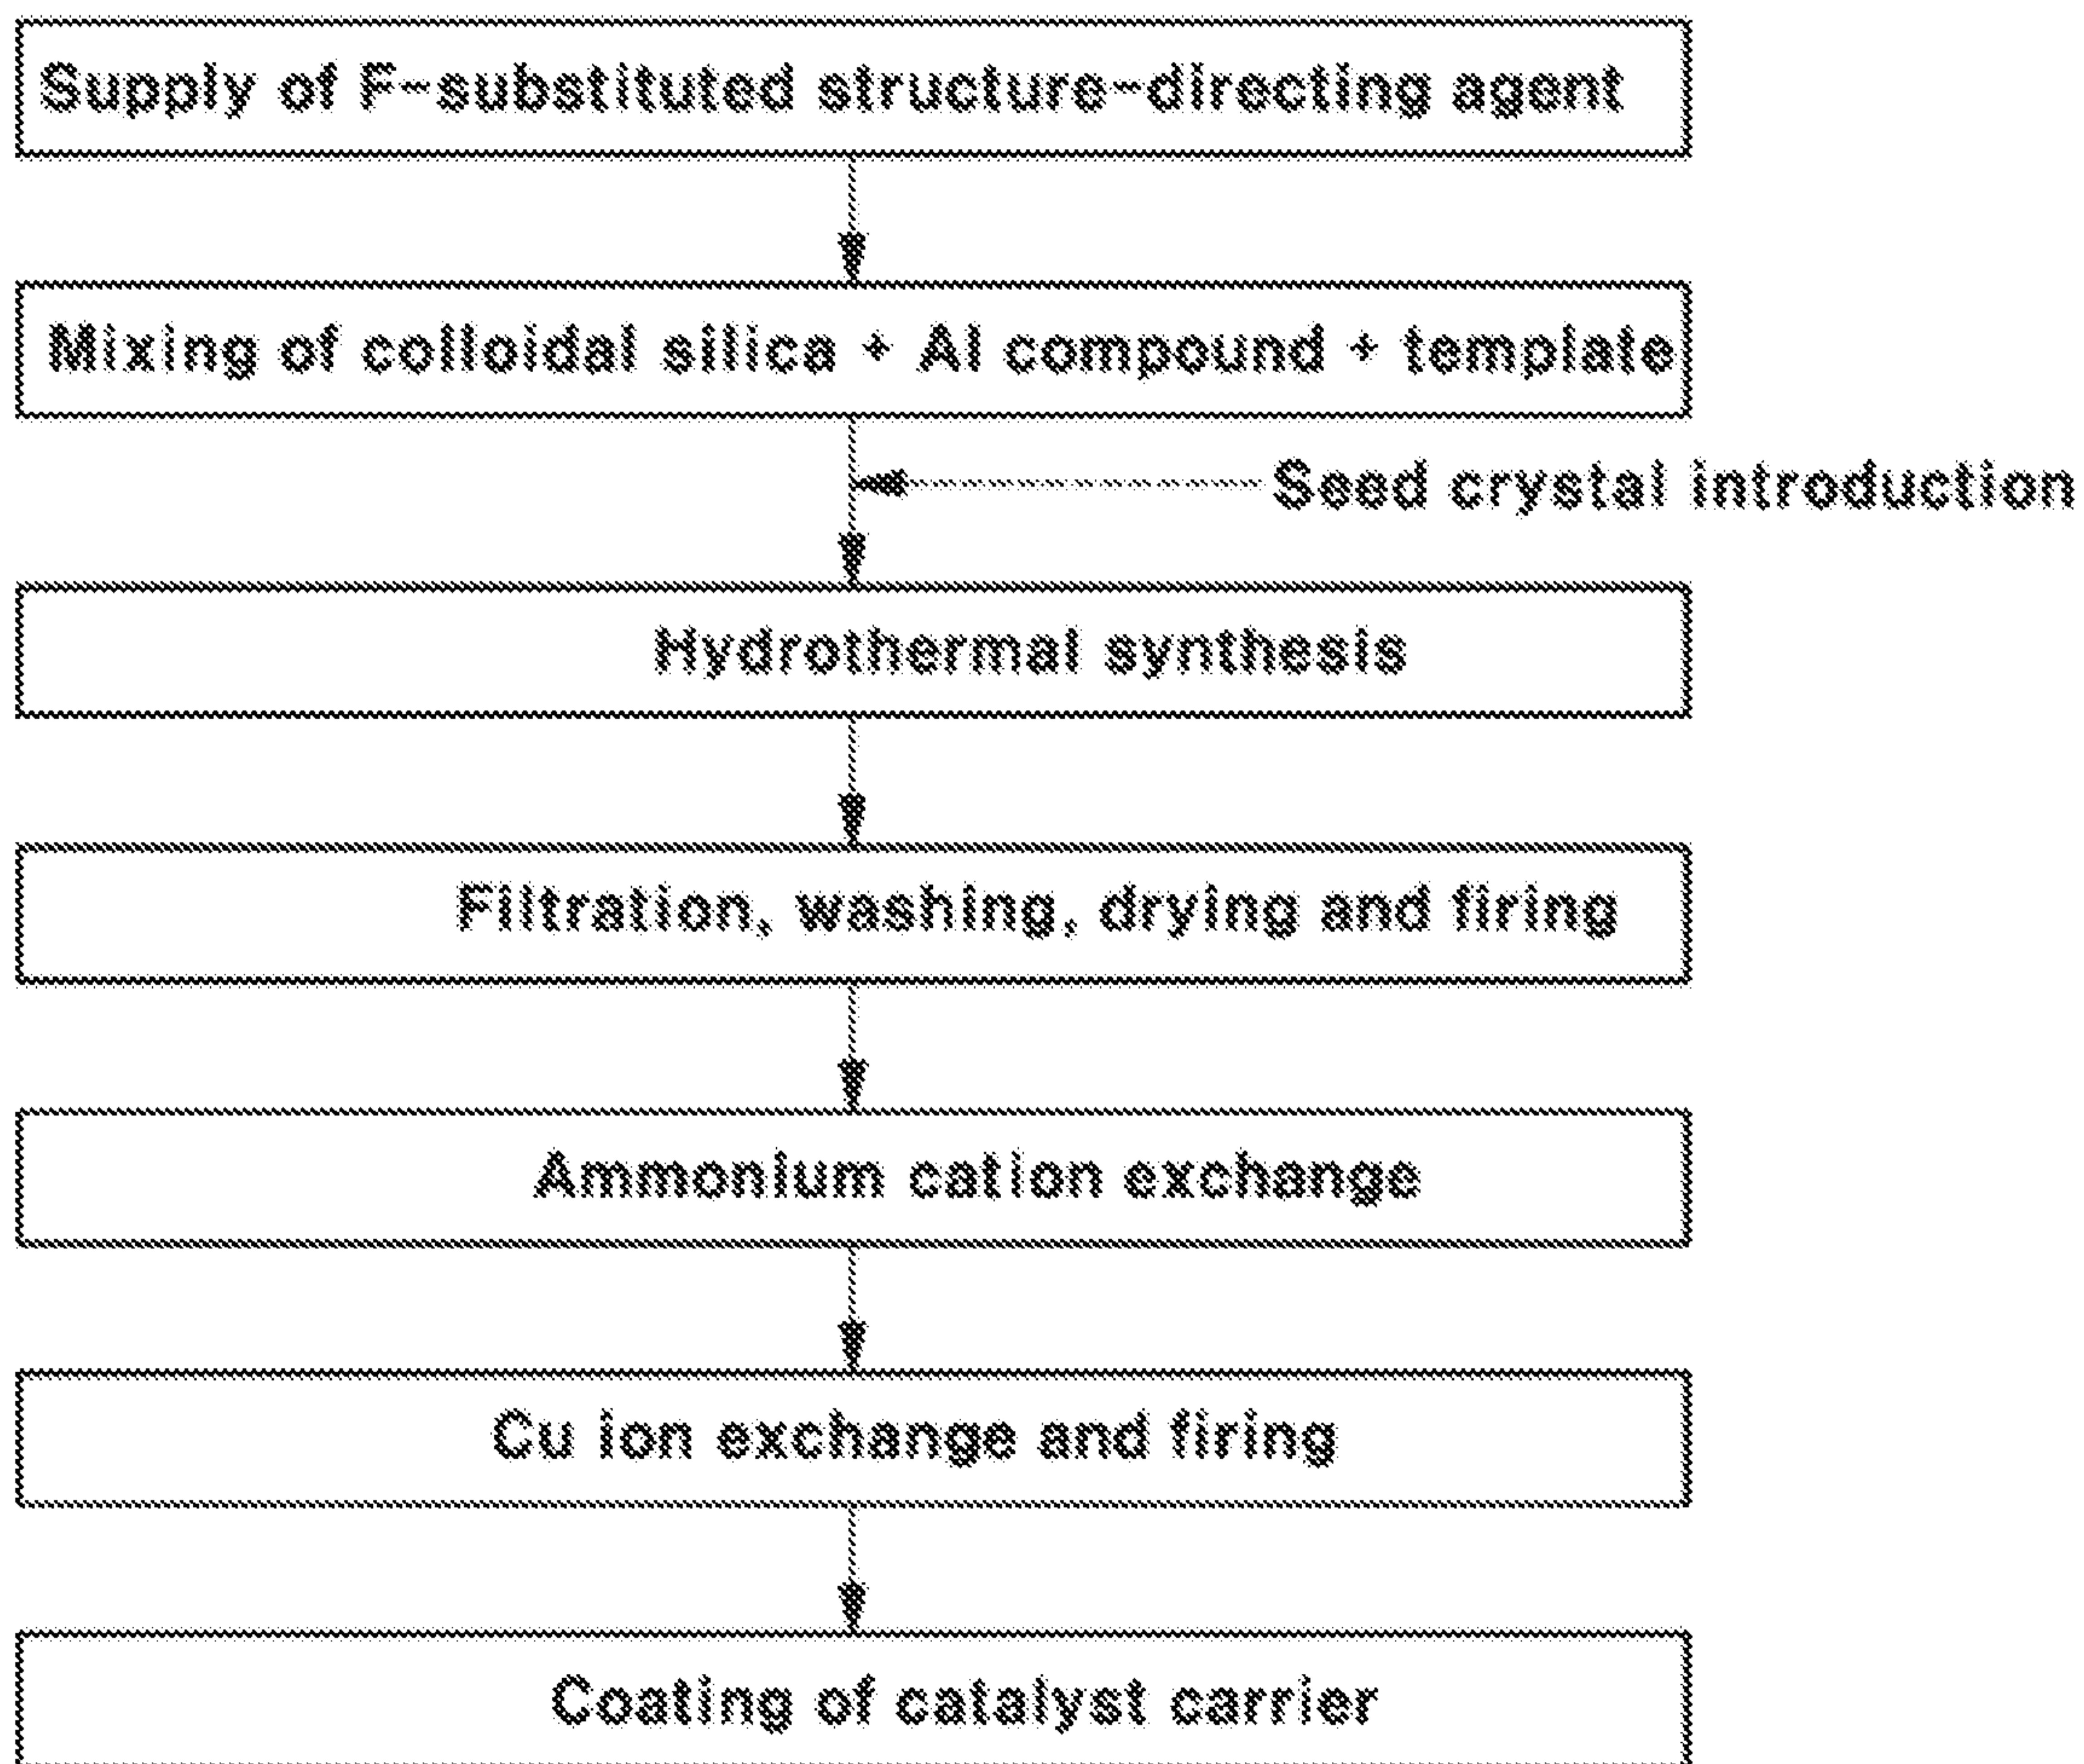 Supply of F-substituted structure-directing agent
Mixing of colloidal silica + Al compound + template
Seed crystal introduction
Hydrothermal synthesis
Filtration, washing, drying and firing
Ammonium cation exchange
Cu ion exchange and firing
Coating of catalyst carrier